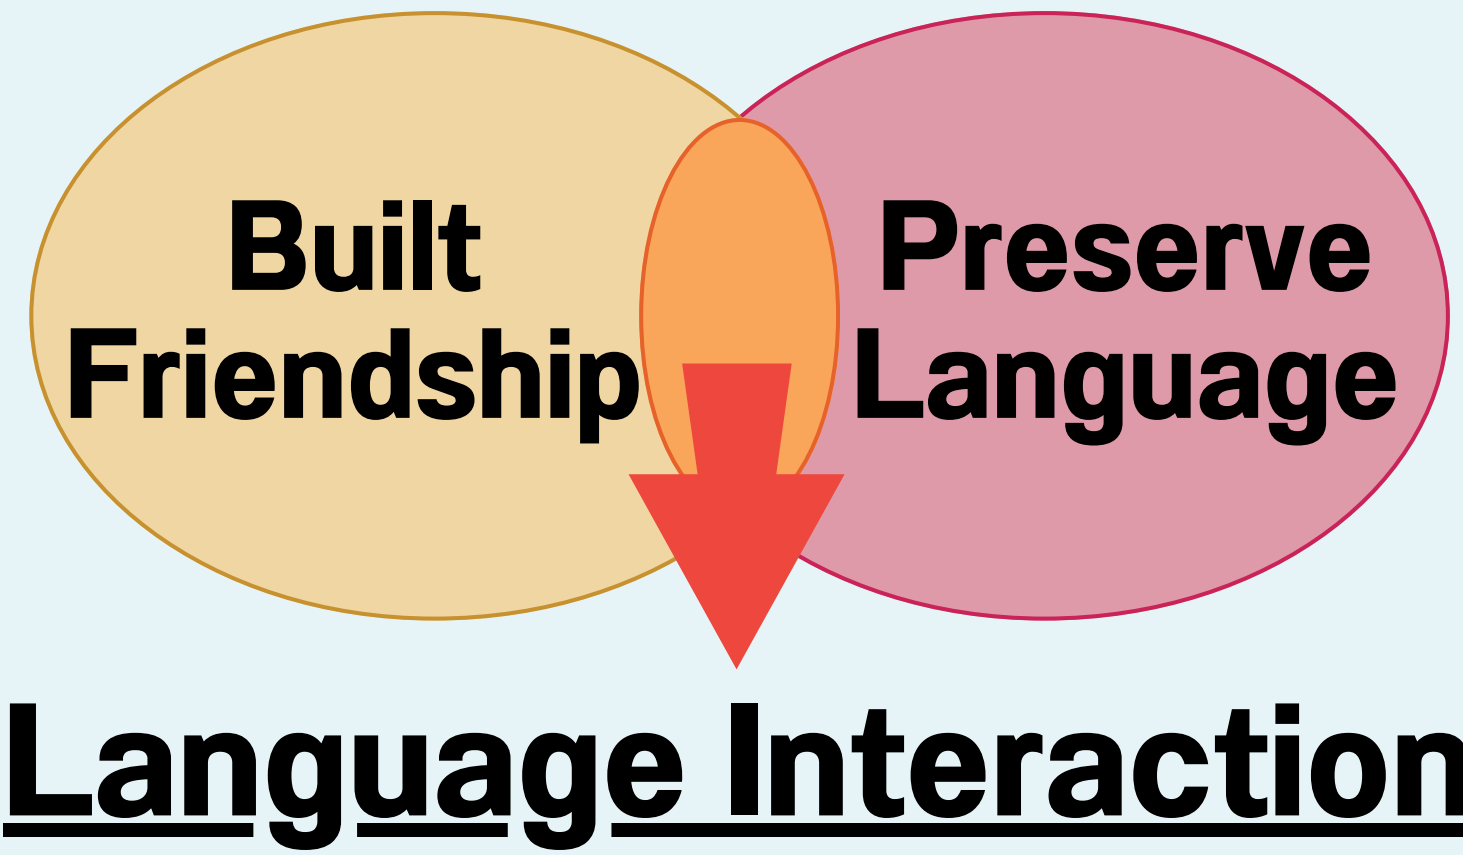 Built
Friendship
Preserve
Language
Language Interaction